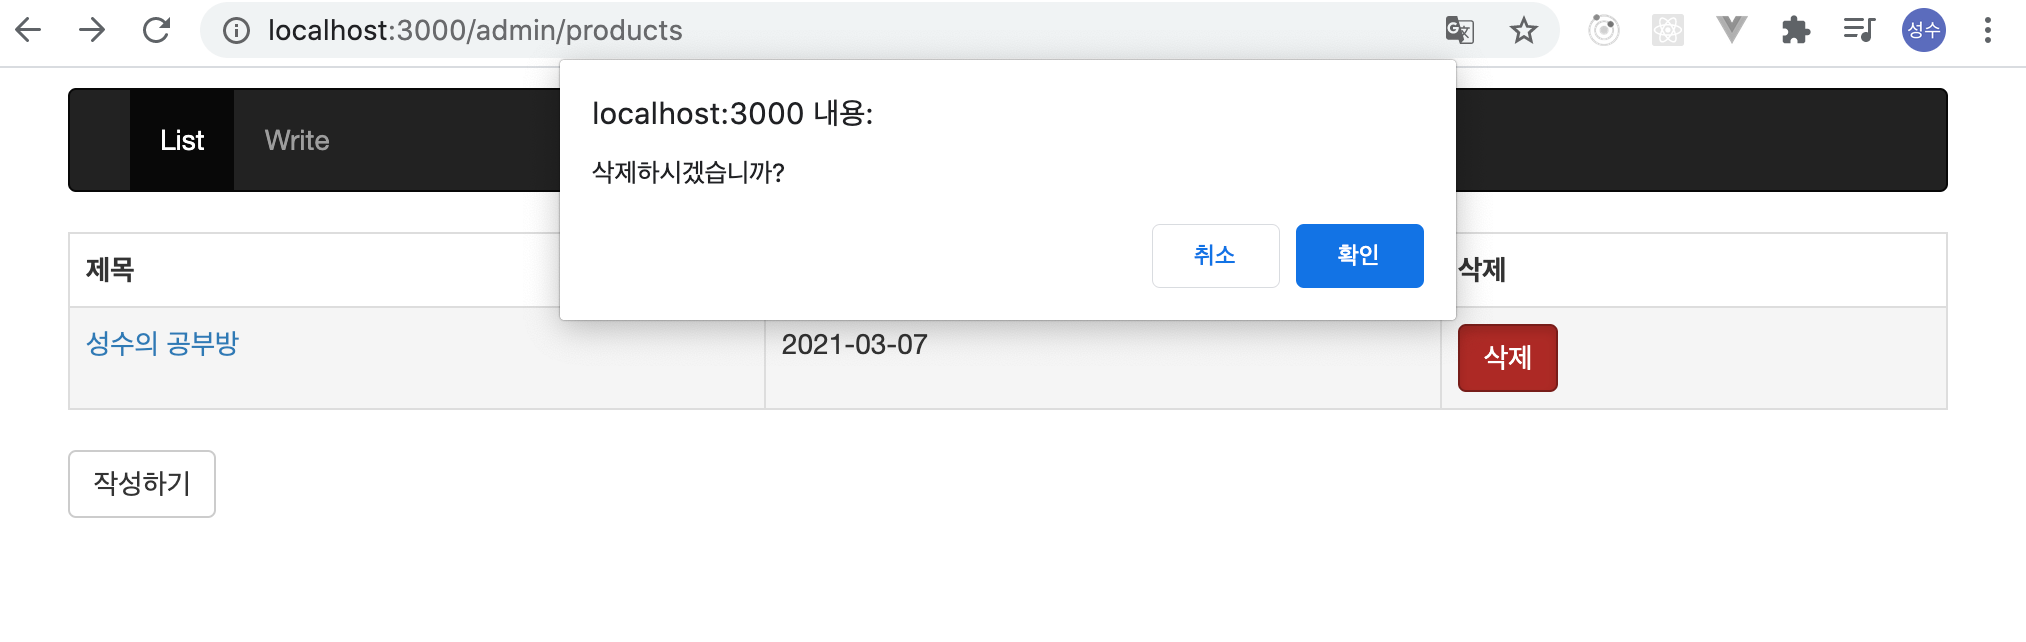 localhost:3000/admin/products
성수
localhost:3000 내용:
삭제하시겠습니까?
취소 확인
List Write
제목 삭제
성수의 공부방 2021-03-07 삭제
작성하기